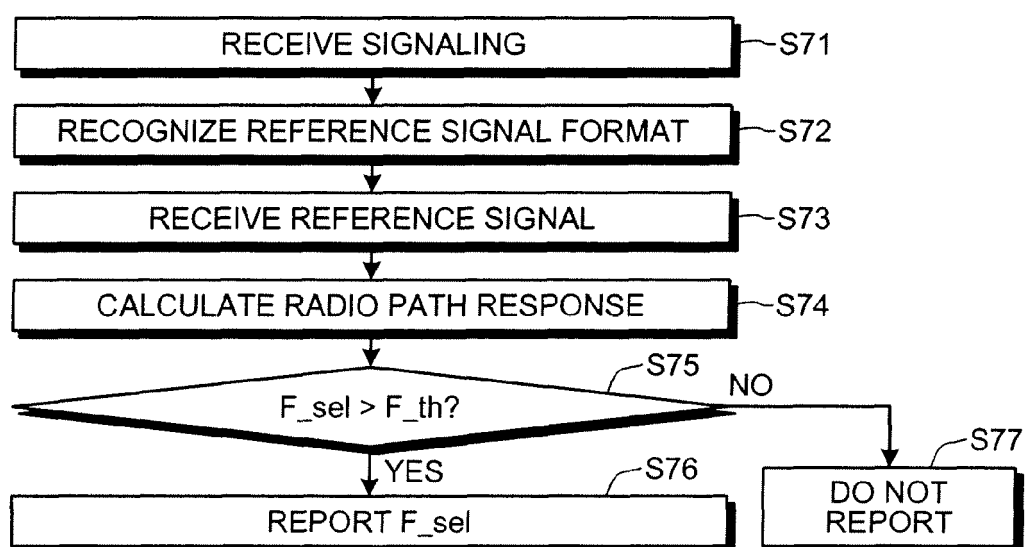 RECEIVE SIGNALING
S71
RECOGNIZE REFERENCE SIGNAL FORMAT
S72
RECEIVE REFERENCE SIGNAL
S73
CALCULATE RADIO PATH RESPONSE
S74
S75
F_sel > F_th?
NO
YES
S76
REPORT F_sel
S77
DO NOT
REPORT